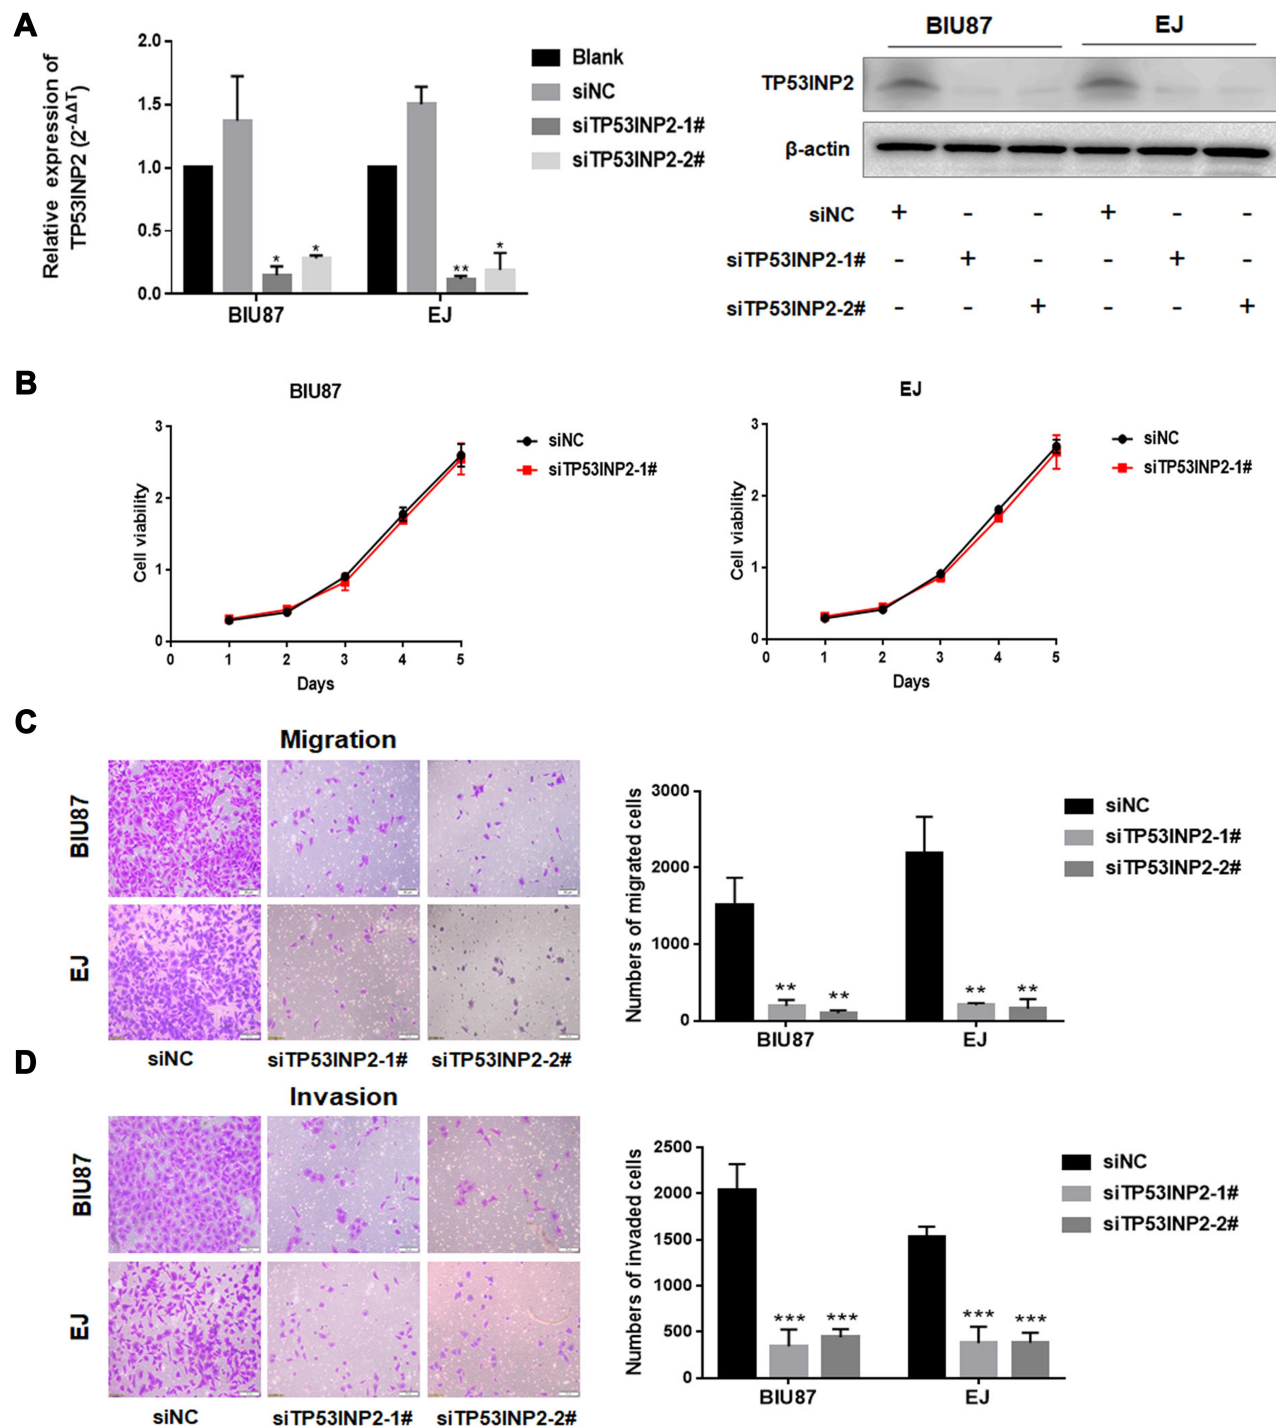 A
Relative expression of
TP53INP2 (2-ΔΔT)
2.0
1.5
1.0
0.5
0.0
* * ** *
BIU87 EJ
Blank
siNC
siTP53INP2-1#
siTP53INP2-2#
BIU87 EJ
TP53INP2
β-actin
siNC + - - + - -
siTP53INP2-1# - + - - + -
siTP53INP2-2# - - + - - +
B
BIU87
Cell viability
3
2
1
0
0 1 2 3 4 5
Days
siNC
siTP53INP2-1#
EJ
Cell viability
3
2
1
0
0 1 2 3 4 5
Days
siNC
siTP53INP2-1#
C
Migration
BIU87
EJ
siNC siTP53INP2-1# siTP53INP2-2#
Numbers of migrated cells
3000
2000
1000
0
** ** ** **
BIU87 EJ
siNC
siTP53INP2-1#
siTP53INP2-2#
D
Invasion
BIU87
EJ
siNC siTP53INP2-1# siTP53INP2-2#
Numbers of invaded cells
2500
2000
1500
1000
500
0
*** *** *** ***
BIU87 EJ
siNC
siTP53INP2-1#
siTP53INP2-2#